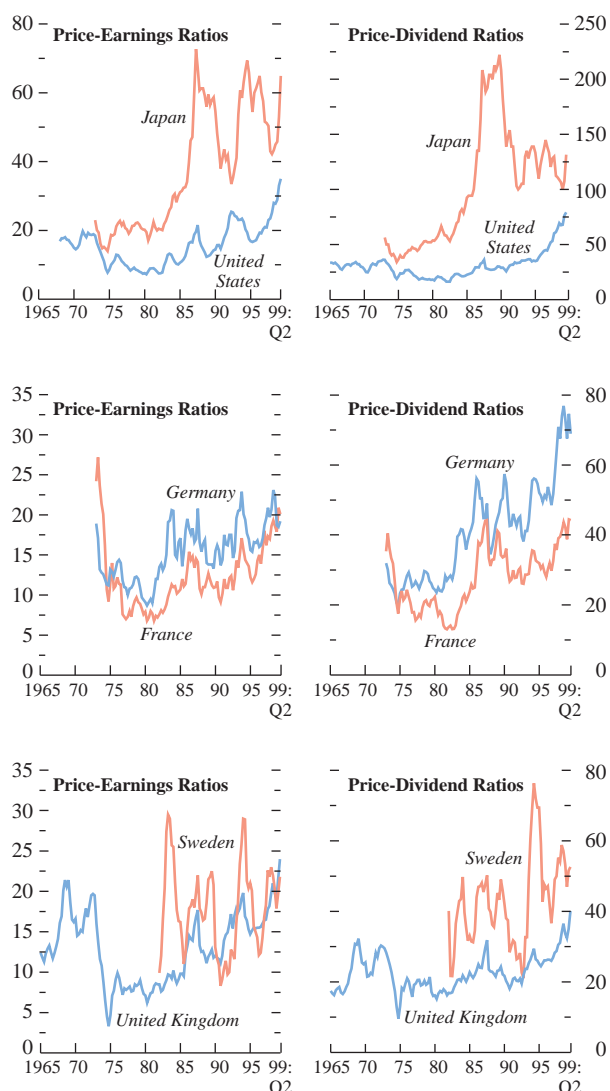 Price-Earnings Ratios
80
60
40
20
0
Japan
United
States
1965 70 75 80 85 90 95 99:
Q2
Price-Dividend Ratios
250
200
150
100
50
0
Japan
United
States
1965 70 75 80 85 90 95 99:
Q2
Price-Earnings Ratios
35
30
25
20
15
10
5
0
Germany
France
1965 70 75 80 85 90 95 99:
Q2
Price-Dividend Ratios
80
60
40
20
0
Germany
France
1965 70 75 80 85 90 95 99:
Q2
Price-Earnings Ratios
35
30
25
20
15
10
5
0
Sweden
United Kingdom
1965 70 75 80 85 90 95 99:
Q2
Price-Dividend Ratios
80
60
40
20
0
Sweden
United Kingdom
1965 70 75 80 85 90 95 99:
Q2